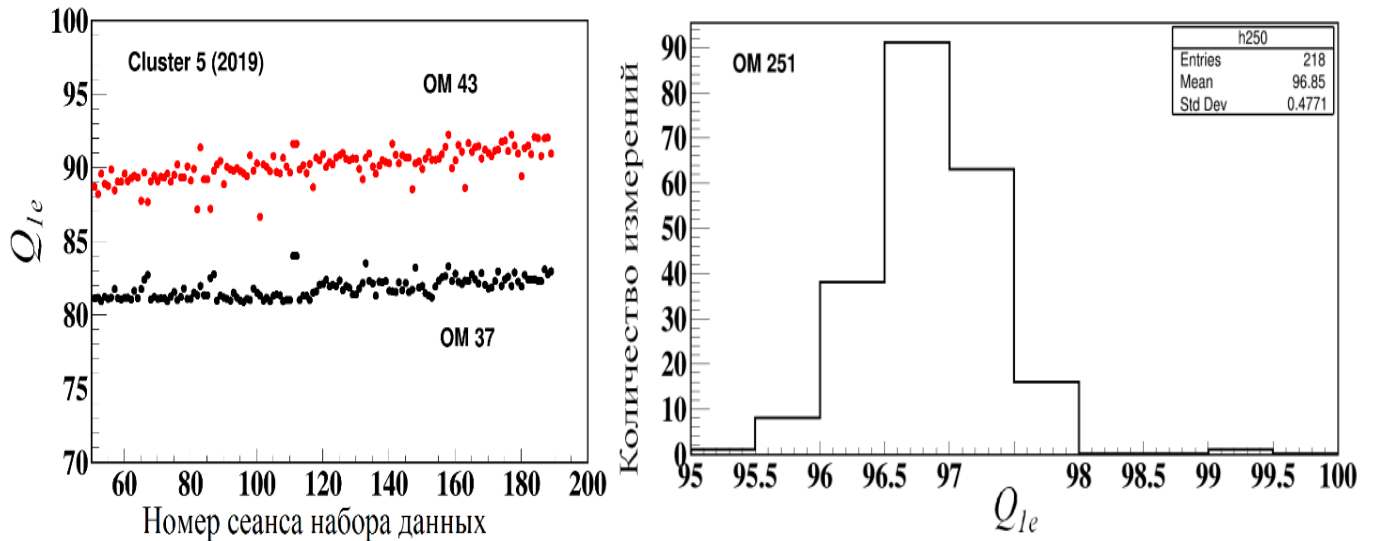 100
95
90
85
80
75
70
Q1e
Cluster 5 (2019)
OM 43
OM 37
60 80 100 120 140 160 180 200
Номер сеанса набора данных
90
80
70
60
50
40
30
20
10
0
Количество измерений
OM 251
h250
Entries 218
Mean 96.85
Std Dev 0.4771
95 95.5 96 96.5 97 98 98.5 99 99.5 100
Q1e